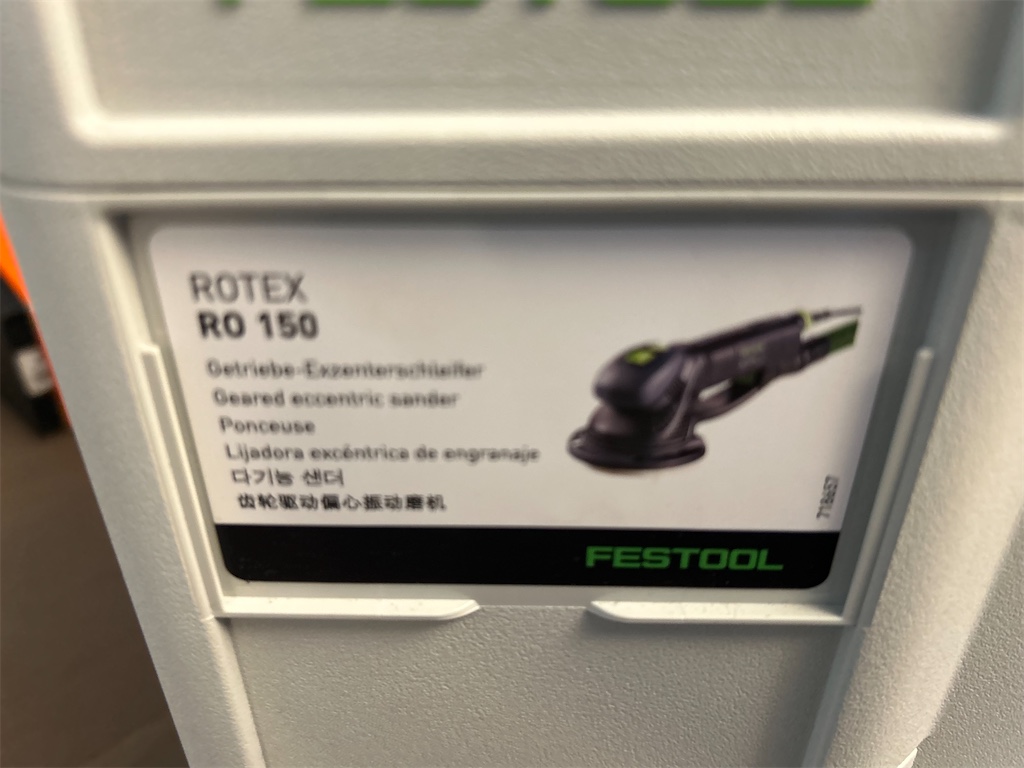 ROTEX
RO 150
Getriebe-Exzenterschleifer
Geared eccentric sander
Ponceuse
Lijadora excéntrica de engranaje
다기능 샌더
齿轮驱动偏心振动磨机
718657
FESTOOL